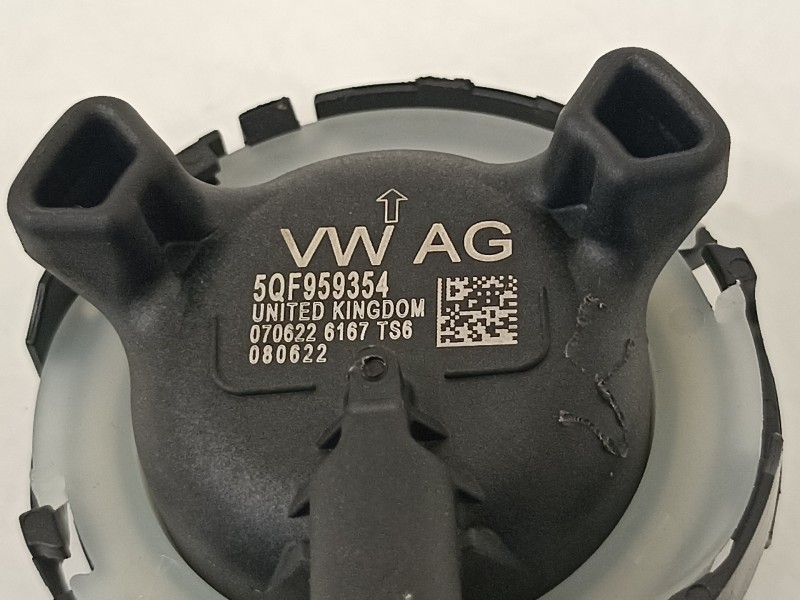 VW AG
5QF959354
UNITED KINGDOM
070622 6167 TS6
080622